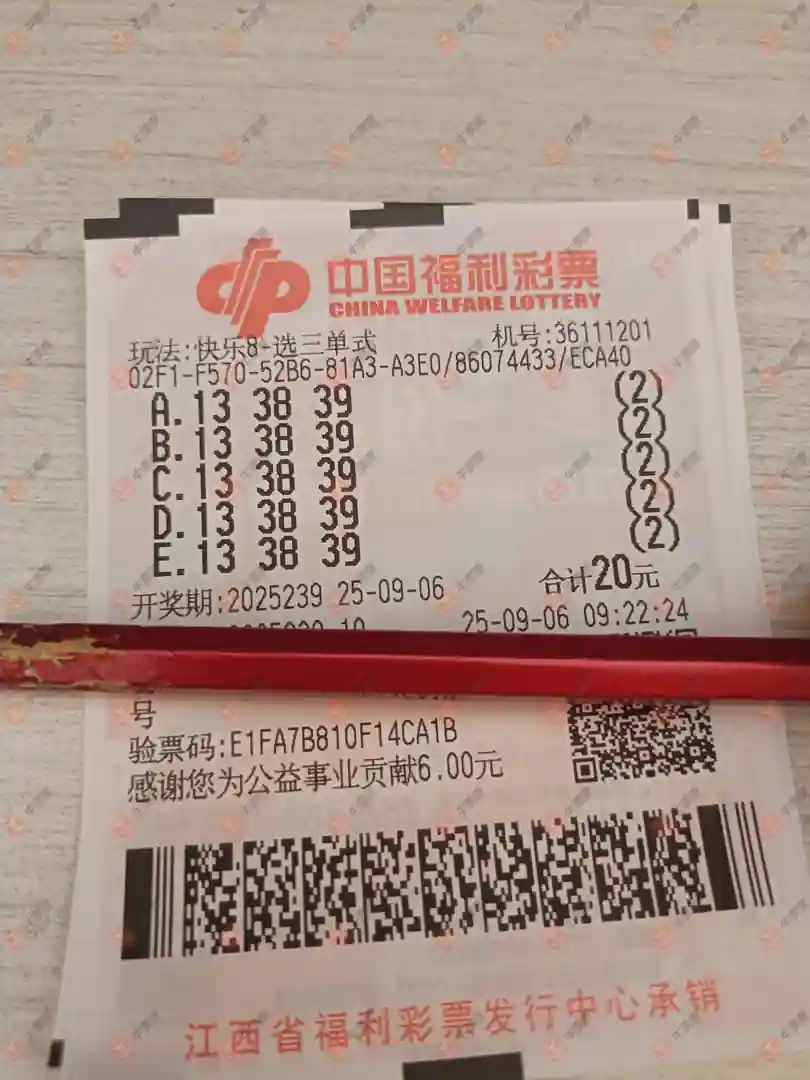 中国福利彩票
CHINA WELFARE LOTTERY
玩法:快乐8-选三单式 机号:36111201
02F1-F570-52B6-81A3-A3E0/86074433/ECA40
A.13 38 39 (2)
B.13 38 39 (2)
C.13 38 39 (2)
D.13 38 39 (2)
E.13 38 39 (2)
开奖期:2025239 25-09-06 合计20元
25-09-06 09:22:24
号
验票码:E1FA7B810F14CA1B
感谢您为公益事业贡献6.00元
江西省福利彩票发行中心承销